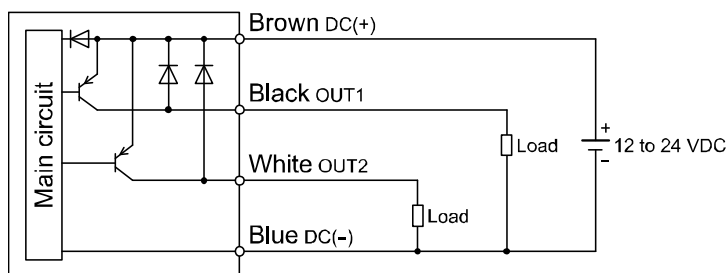 Main circuit
Brown DC(+)
Black OUT1
White OUT2
Blue DC(-)
Load
Load
+
12 to 24 VDC
-